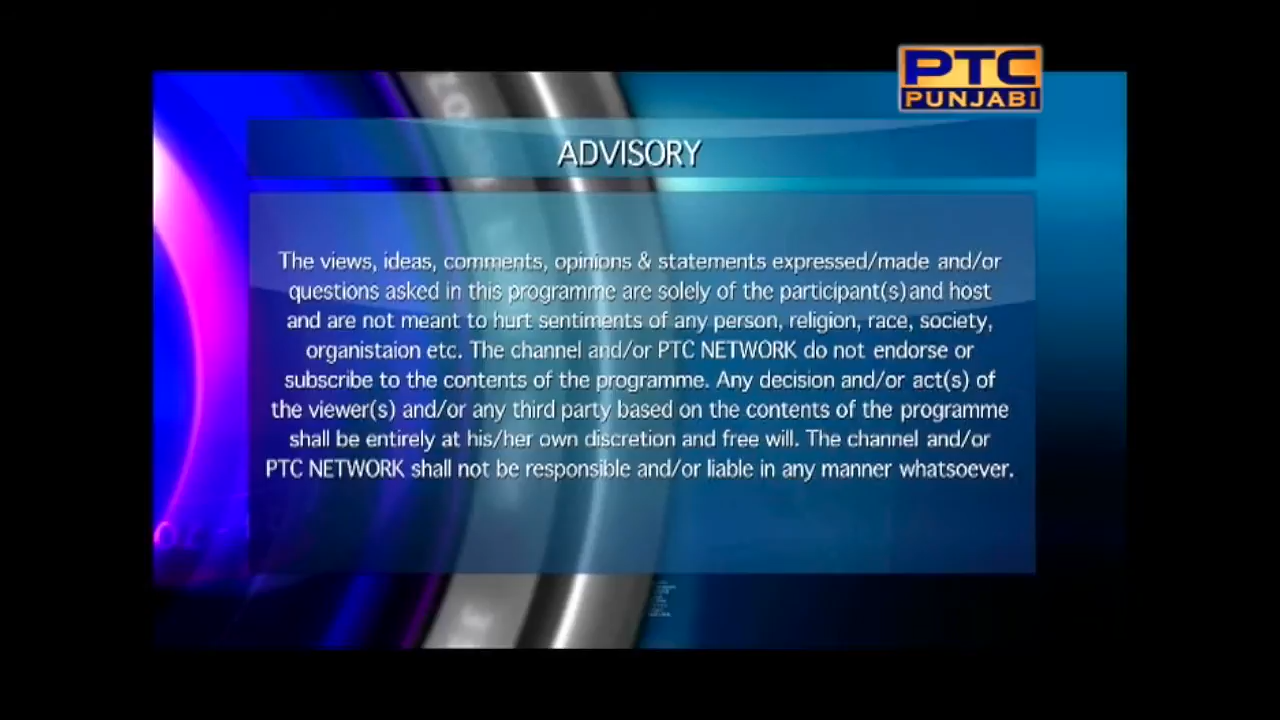 PTC
PUNJABI
ADVISORY
The views, ideas, comments, opinions & statements expressed/made and/or
questions asked in this programme are solely of the participant(s) and host
and are not meant to hurt sentiments of any person, religion, race, society,
organistaion etc. The channel and/or PTC NETWORK do not endorse or
subscribe to the contents of the programme. Any decision and/or act(s) of
the viewer(s) and/or any third party based on the contents of the programme
shall be entirely at his/her own discretion and free will. The channel and/or
PTC NETWORK shall not be responsible and/or liable in any manner whatsoever.